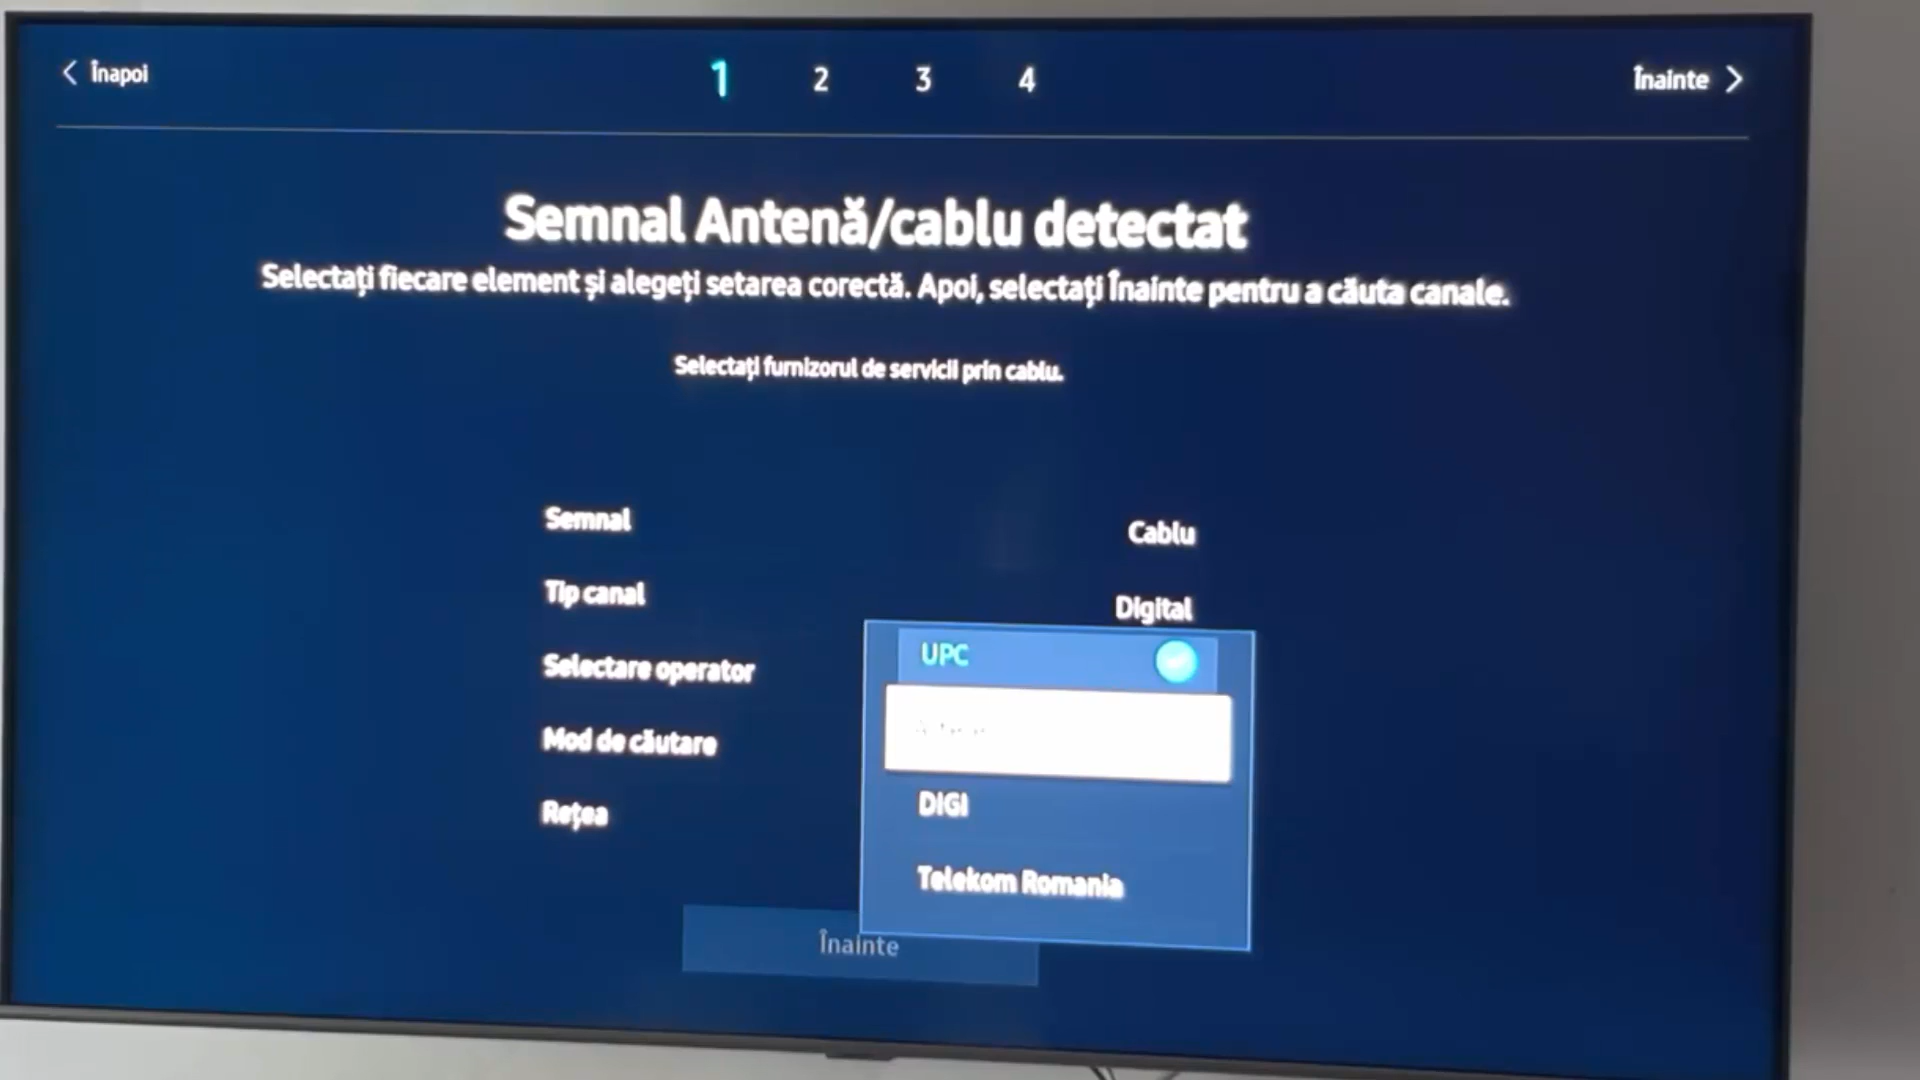 Înapoi
1 2 3 4
Înainte
Semnal Antenă/cablu detectat
Selectați fiecare element și alegeți setarea corectă. Apoi, selectați Înainte pentru a căuta canale.
Selectați furnizorul de servicii prin cablu.
Semnal Cablu
Tip canal Digital
Selectare operator
Mod de căutare
Rețea
UPC
DIGI
Telekom Romania
Înainte